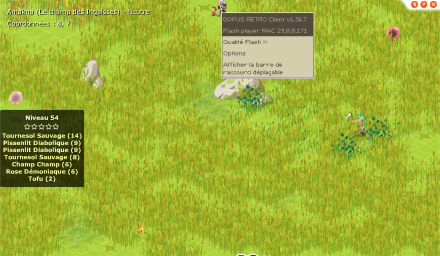 Amakna (Le champ des Ingalsses) - Neutre
Coordonnées : 8, 7
DOFUS RETRO Client v1.36.7
Flash player MAC 29,0,0,171
Qualité Flash >>
Options
Afficher la barre de
raccourci déplaçable
Niveau 54
Tournesol Sauvage (14)
Pissenlit Diabolique (9)
Pissenlit Diabolique (9)
Tournesol Sauvage (8)
Champ Champ (6)
Rose Démoniaque (6)
Tofu (2)